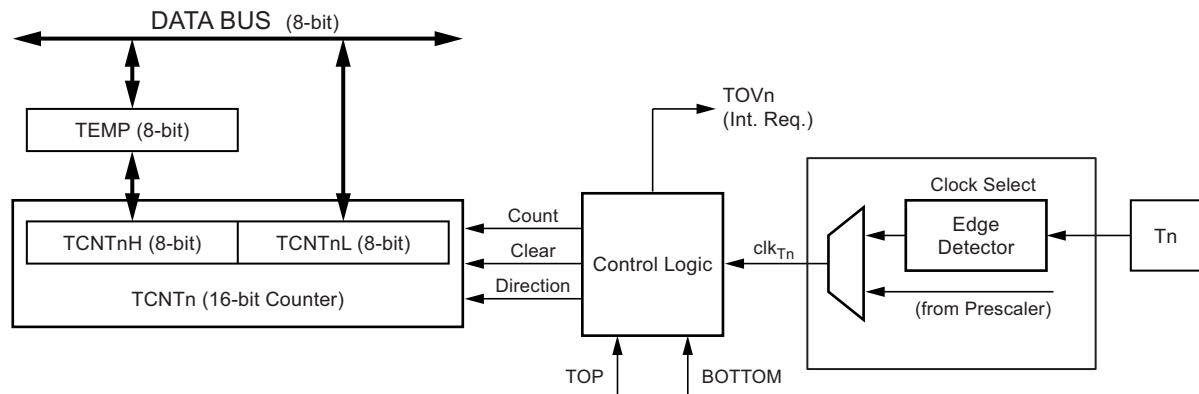 DATA BUS (8-bit)
TEMP (8-bit)
TCNTnH (8-bit)
TCNTnL (8-bit)
TCNTn (16-bit Counter)
Count
Clear
Direction
TOVn
(Int. Req.)
Control Logic
TOP
BOTTOM
clkTn
Clock Select
Edge
Detector
(from Prescaler)
Tn